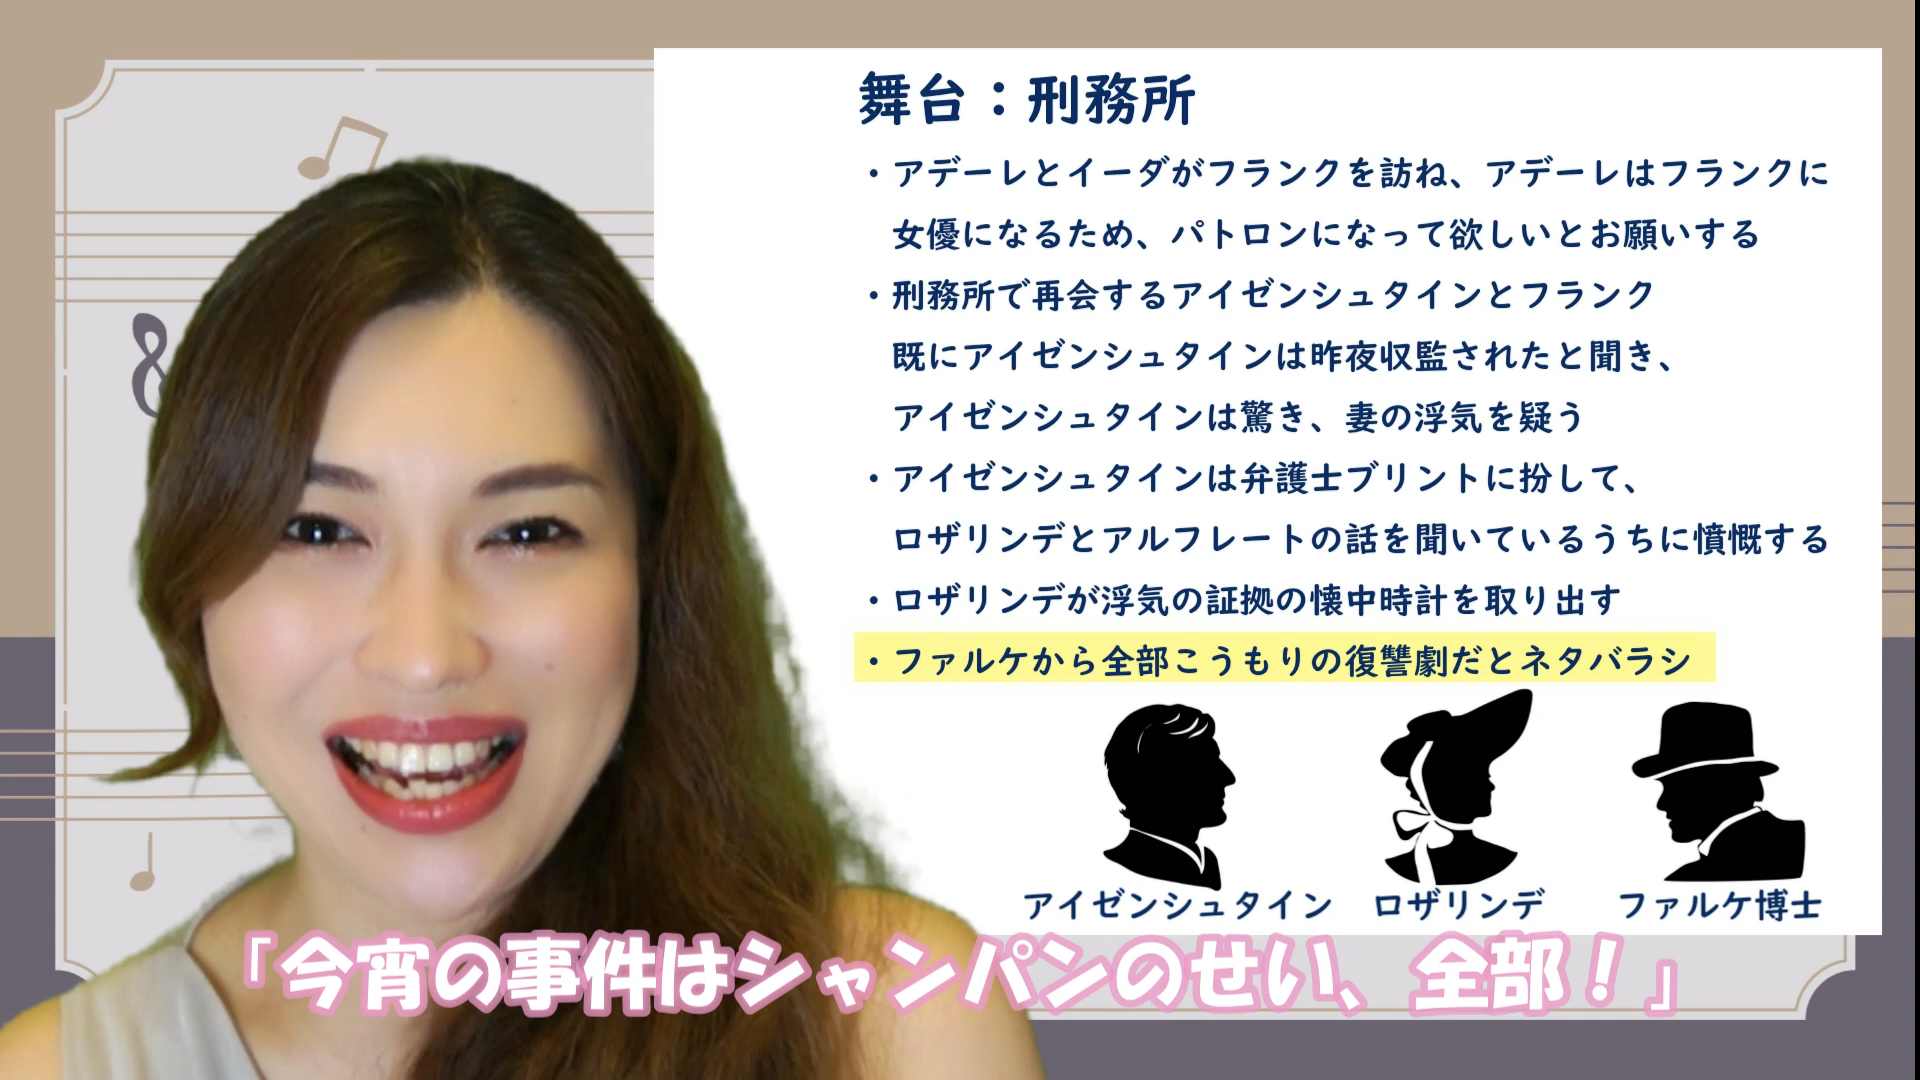 舞台：刑務所
・アデーレとイーダがフランクを訪ね、アデーレはフランクに
女優になるため、パトロンになって欲しいとお願いする
・刑務所で再会するアイゼンシュタインとフランク
既にアイゼンシュタインは昨夜収監されたと聞き、
アイゼンシュタインは驚き、妻の浮気を疑う
・アイゼンシュタインは弁護士ブリントに扮して、
ロザリンデとアルフレートの話を聞いているうちに憤慨する
・ロザリンデが浮気の証拠の懐中時計を取り出す
・ファルケから全部こうもりの復讐劇だとネタバラシ
アイゼンシュタイン ロザリンデ ファルケ博士
「今宵の事件はシャンパンのせい、全部！」